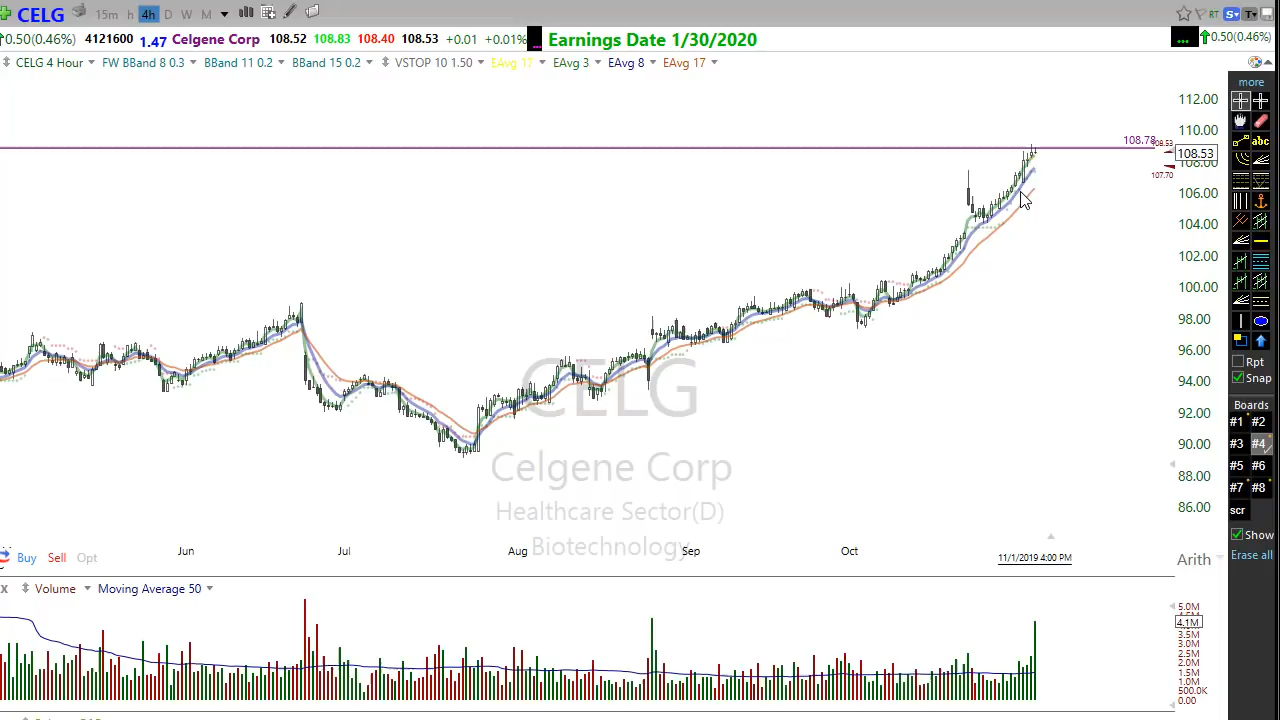 CELG 15m h 4h D W M RT S T
0.50(0.46%) 4121600 1.47 Celgene Corp 108.52 108.83 108.40 108.53 +0.01 +0.01% ... Earnings Date 1/30/2020 ... 0.50(0.46%)
CELG 4 Hour FW BBand 8 0.3 BBand 11 0.2 BBand 15 0.2 VSTOP 10 1.50 EAvg 17 EAvg 3 EAvg 8 EAvg 17
more
112.00
110.00
108.78 108.53
108.53
108.00
107.70
106.00
104.00
102.00
100.00
98.00
96.00
94.00
92.00
90.00
88.00
86.00
abc
Rpt
Snap
Boards
#1 #2
#3 #4
#5 #6
#7 #8
scr
Show
Erase all
CELG
Celgene Corp
Healthcare Sector(D)
Biotechnology
Jun Jul Aug Sep Oct
Buy Sell Opt 11/1/2019 4:00 PM Arith
X Volume Moving Average 50
5.0M
4.1M
3.5M
3.0M
2.5M
2.0M
1.5M
1.0M
500.0K
0.00